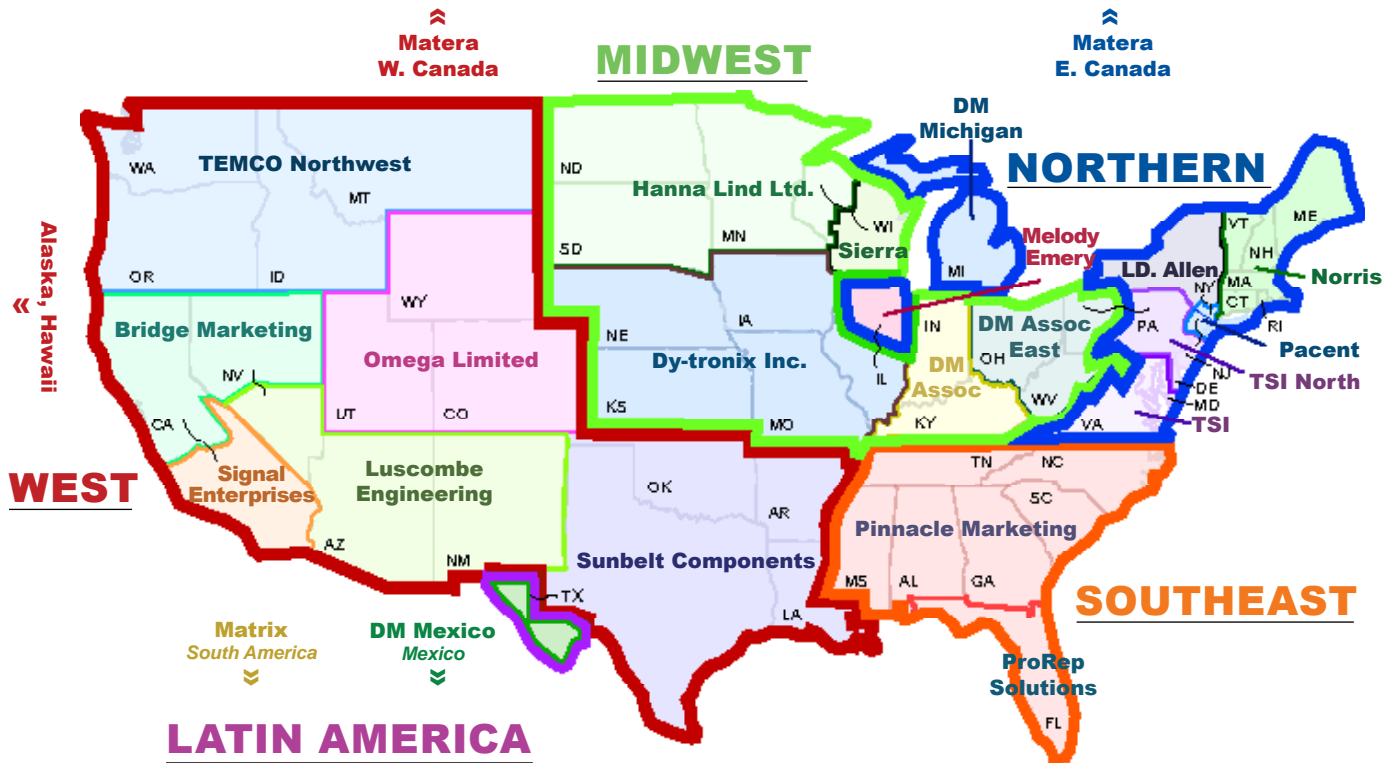 ︽
Matera
W. Canada
MIDWEST
︽
Matera
E. Canada
DM
Michigan
NORTHERN
WA
TEMCO Northwest
MT
OR
ID
ND
Hanna Lind Ltd.
SD
MN
WI
Sierra
MI
Melody
Emery
LD. Allen
NY
VT
ME
NH
MA
CT
RI
Norris
Alaska, Hawaii
«
Bridge Marketing
NV
CA
WY
Omega Limited
UT
CO
NE
IA
Dy-tronix Inc.
KS
MO
IL
IN
DM
Assoc
KY
DM Assoc
East
OH
WV
PA
Pacent
NJ
TSI North
DE
MD
VA
TSI
WEST
Signal
Enterprises
Luscombe
Engineering
AZ
NM
OK
AR
Sunbelt Components
TX
LA
TN
NC
SC
Pinnacle Marketing
MS
AL
GA
SOUTHEAST
Matrix
South America
︾
DM Mexico
Mexico
︾
ProRep
Solutions
FL
LATIN AMERICA